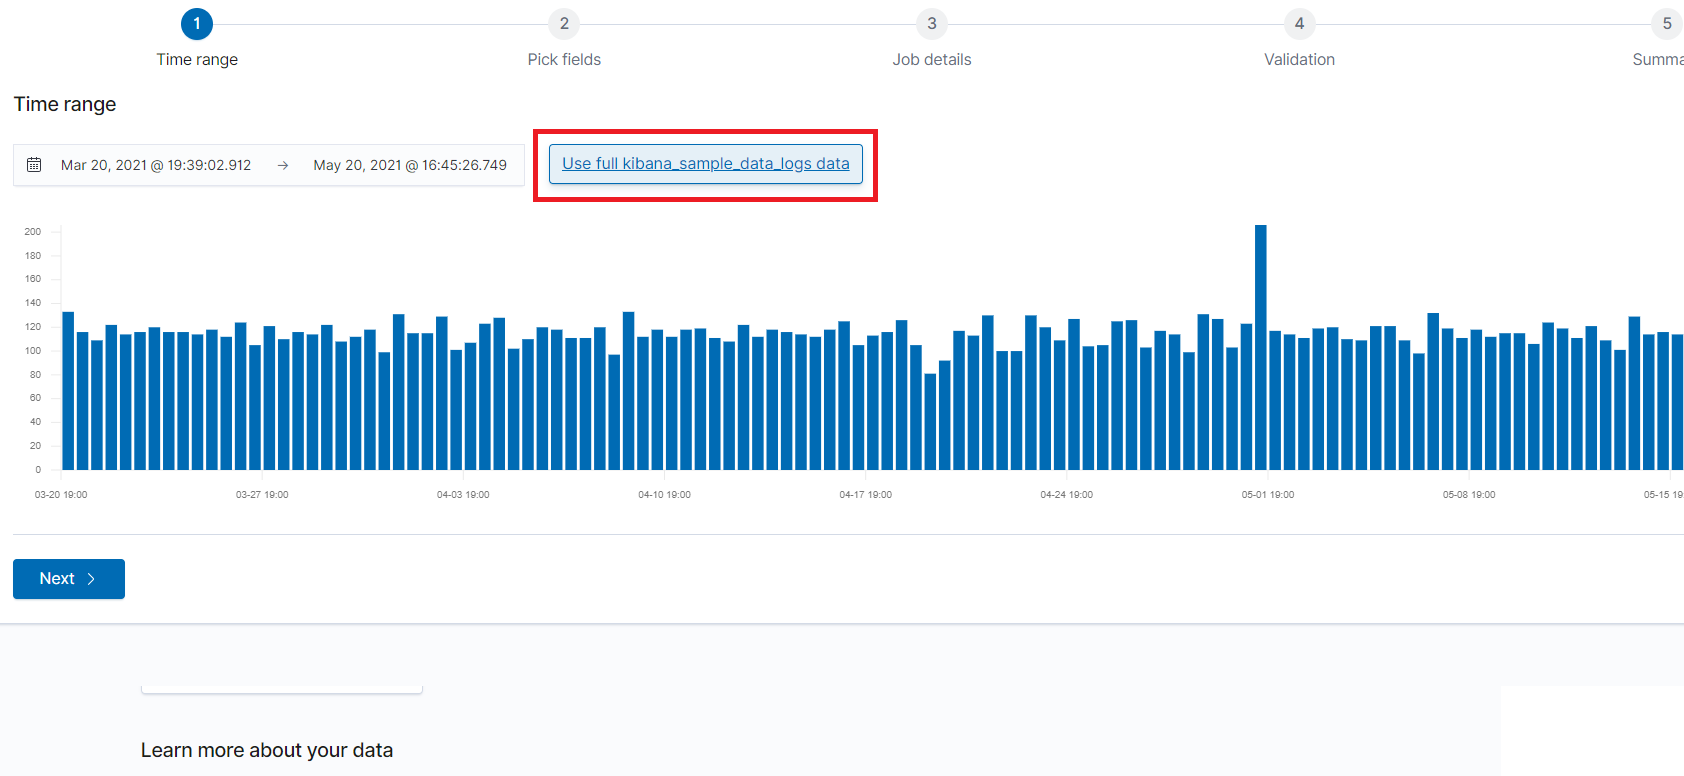 1 2 3 4 5
Time range Pick fields Job details Validation Summa
Time range
Mar 20, 2021 @ 19:39:02.912 → May 20, 2021 @ 16:45:26.749 Use full kibana_sample_data_logs data
200
180
160
140
120
100
80
60
40
20
0
03-20 19:00 03-27 19:00 04-03 19:00 04-10 19:00 04-17 19:00 04-24 19:00 05-01 19:00 05-08 19:00 05-15 19
Next
Learn more about your data